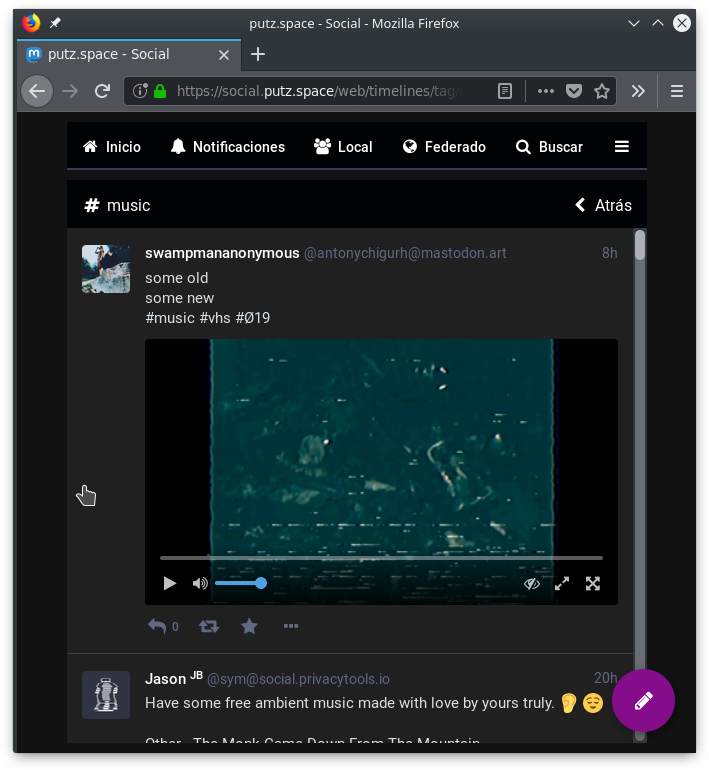 putz.space - Social - Mozilla Firefox
putz.space - Social
https://social.putz.space/web/timelines/tag
Inicio Notificaciones Local Federado Buscar
# music Atrás
swampmananonymous @antonychigurh@mastodon.art 8h
some old
some new
#music #vhs #Ø19
0
Jason JB @sym@social.privacytools.io 20h
Have some free ambient music made with love by yours truly. 👂 😌
Other - The Monk Came Down From The Mountain